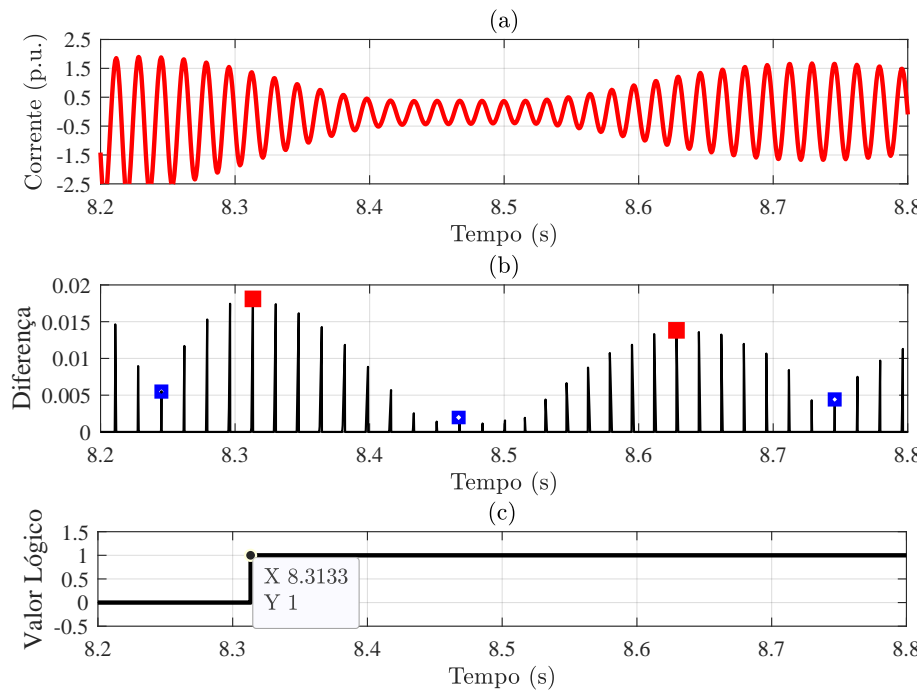 (a)
Corrente (p.u.)
2.5
1.5
0.5
-0.5
-1.5
-2.5
8.2 8.3 8.4 8.5 8.6 8.7 8.8
Tempo (s)
(b)
Diferença
0.02
0.015
0.01
0.005
0
8.2 8.3 8.4 8.5 8.6 8.7 8.8
Tempo (s)
(c)
Valor Lógico
1.5
1
0.5
0
-0.5
X 8.3133
Y 1
8.2 8.3 8.4 8.5 8.6 8.7 8.8
Tempo (s)